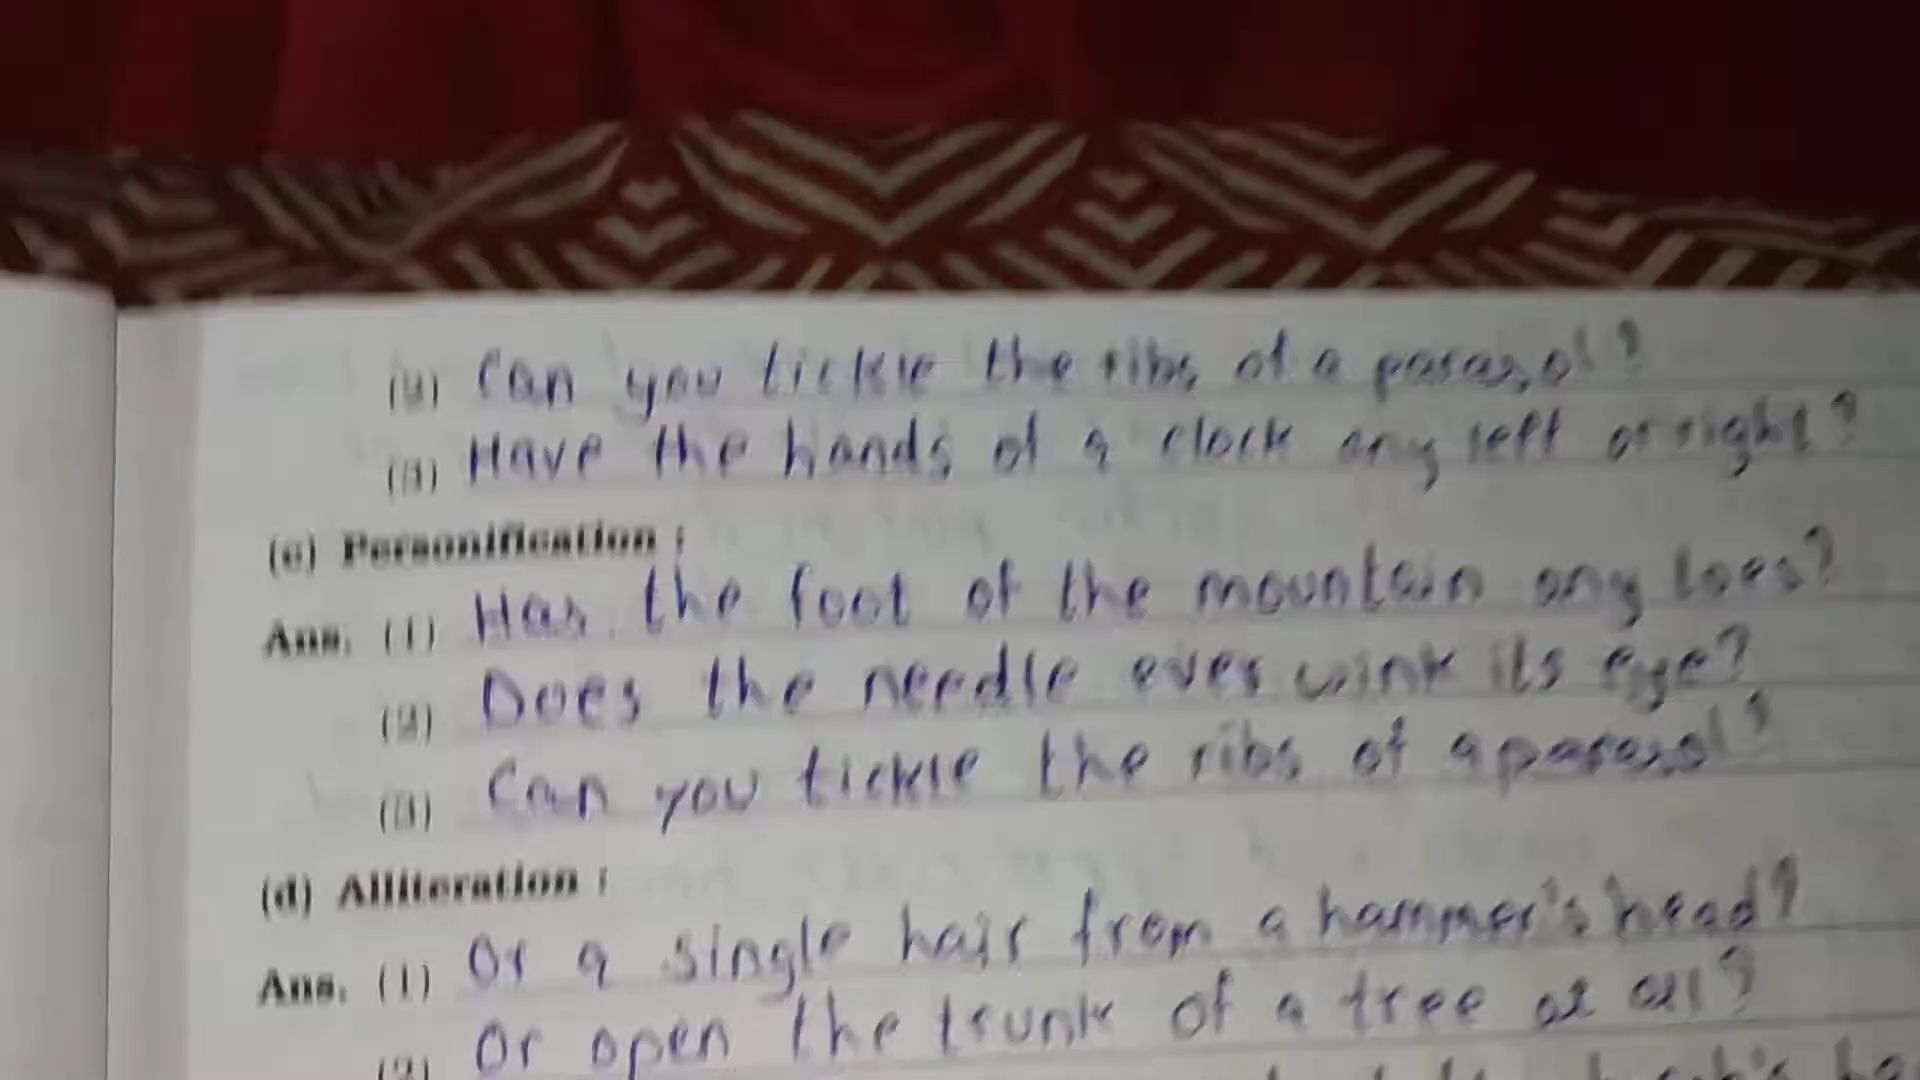 (2) Can you tickle the ribs of a parasol?
(3) Have the hands of a clock any left or right?
(c) Personification :
Ans. (1) Has the foot of the mountain any toes?
(2) Does the needle ever wink its eye?
(3) Can you tickle the ribs of a parasol?
(d) Alliteration :
Ans. (1) Or a single hair from a hammer's head?
(2) Or open the trunk of a tree at all?